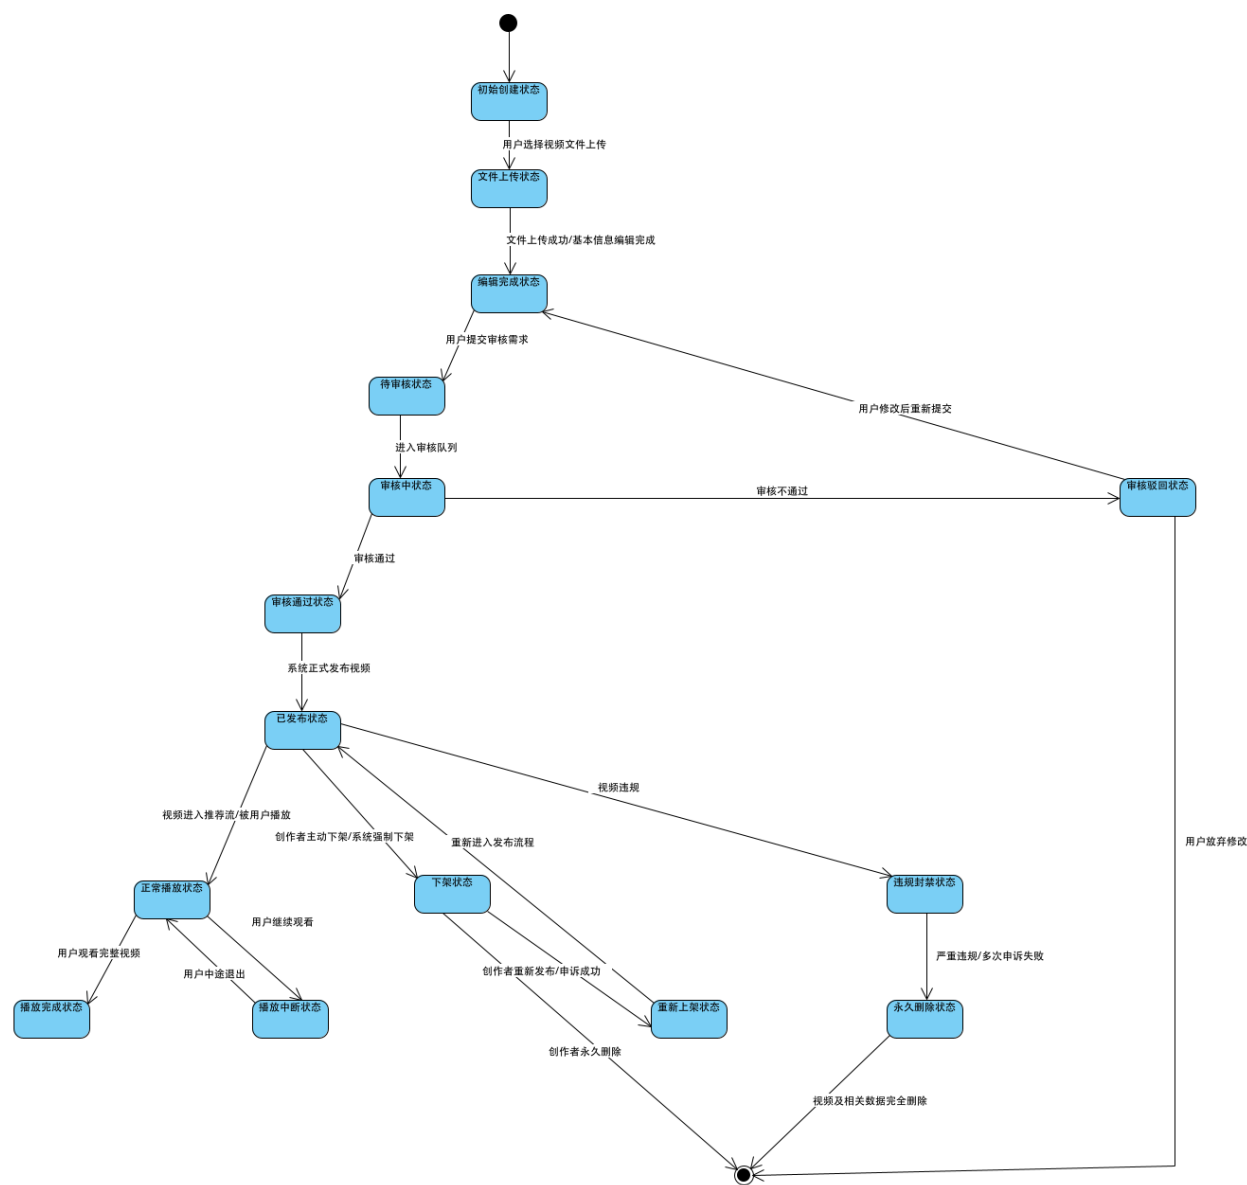 初始创建状态
用户选择视频文件上传
文件上传状态
文件上传成功/基本信息编辑完成
编辑完成状态
用户提交审核需求
待审核状态
用户修改后重新提交
进入审核队列
审核中状态
审核不通过
审核驳回状态
审核通过
审核通过状态
系统正式发布视频
已发布状态
视频违规
视频进入推荐流/被用户播放
创作者主动下架/系统强制下架
重新进入发布流程
用户放弃修改
正常播放状态
下架状态
违规封禁状态
用户继续观看
用户观看完整视频
用户中途退出
创作者重新发布/申诉成功
严重违规/多次申诉失败
播放完成状态
播放中断状态
重新上架状态
永久删除状态
创作者永久删除
视频及相关数据完全删除